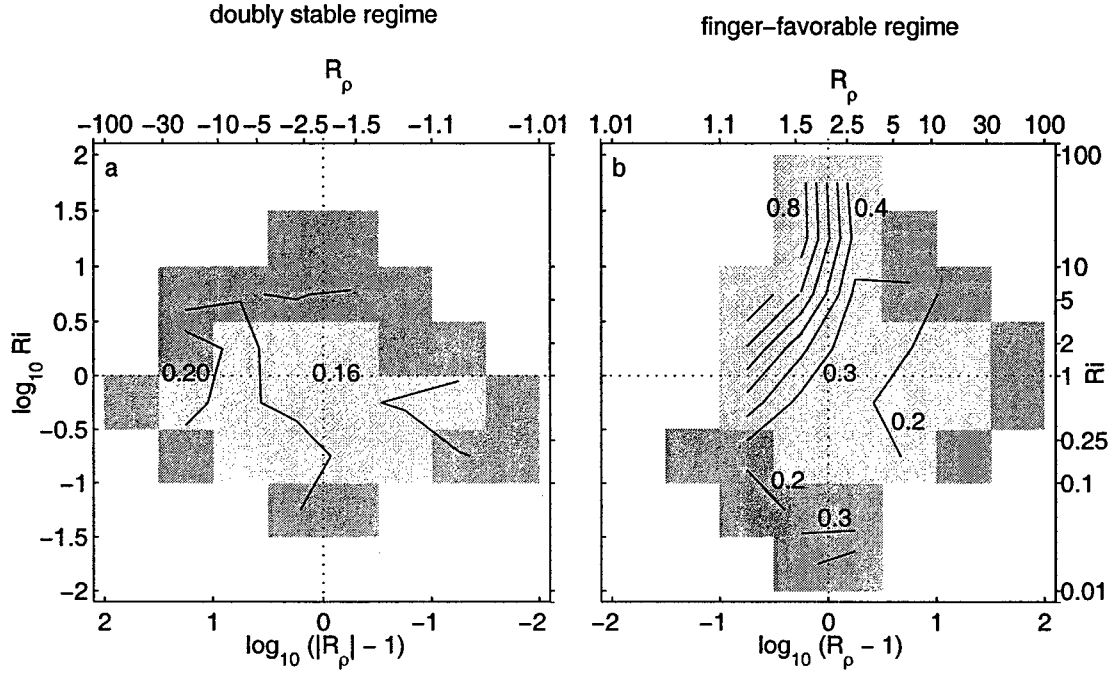 doubly stable regime
finger−favorable regime
R_ρ
R_ρ
−100 −30 −10 −5 −2.5 −1.5 −1.1 −1.01
1.01 1.1 1.5 2.5 5 10 30 100
a
b
2
1.5
1
0.5
0
−0.5
−1
−1.5
−2
log₁₀ Ri
0.20
0.16
0.8
0.4
0.3
0.2
0.2
0.3
100
10
5
2
1
0.25
0.1
0.01
Ri
2 1 0 −1 −2
−2 −1 0 1 2
log₁₀ (|R_ρ| − 1)
log₁₀ (R_ρ − 1)